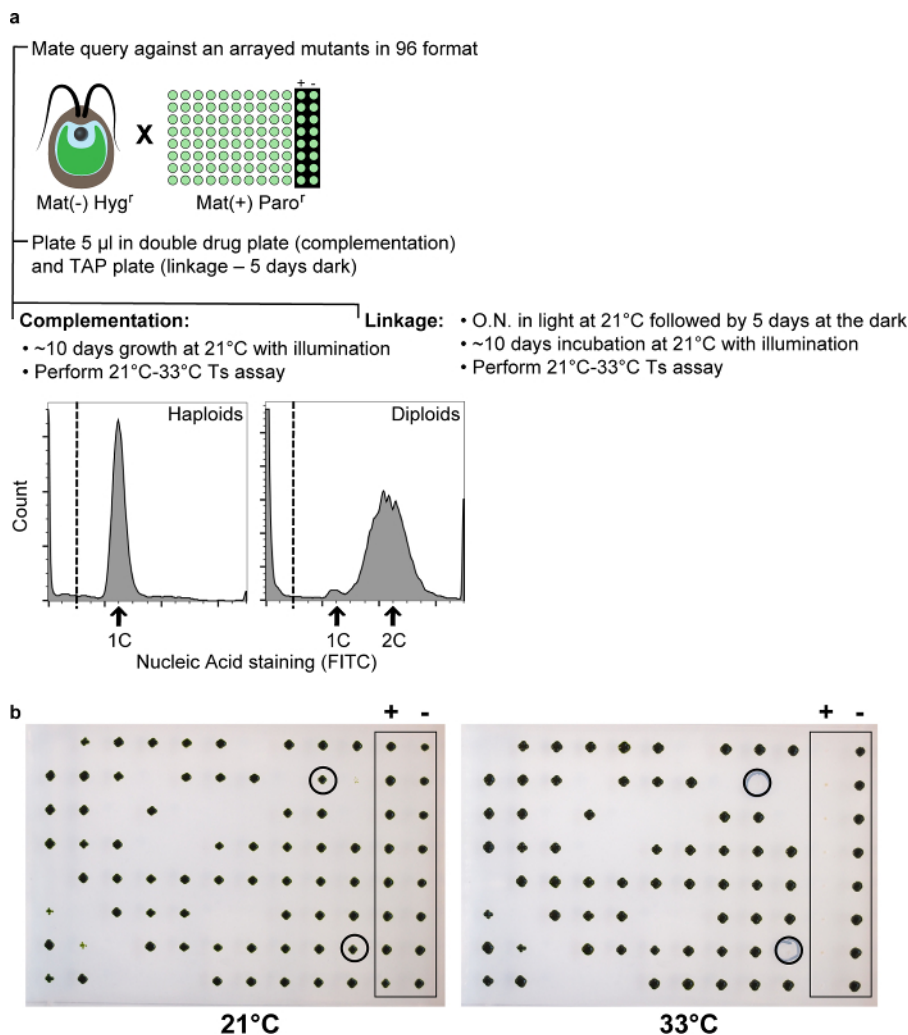 a
Mate query against an arrayed mutants in 96 format
+ -
X
Mat(-) Hygʳ
Mat(+) Paroʳ
Plate 5 µl in double drug plate (complementation)
and TAP plate (linkage – 5 days dark)
Complementation:
• ~10 days growth at 21°C with illumination
• Perform 21°C-33°C Ts assay
Linkage:
• O.N. in light at 21°C followed by 5 days at the dark
• ~10 days incubation at 21°C with illumination
• Perform 21°C-33°C Ts assay
Count
Haploids
Diploids
1C
1C
2C
Nucleic Acid staining (FITC)
b
+ -
+ -
21°C
33°C